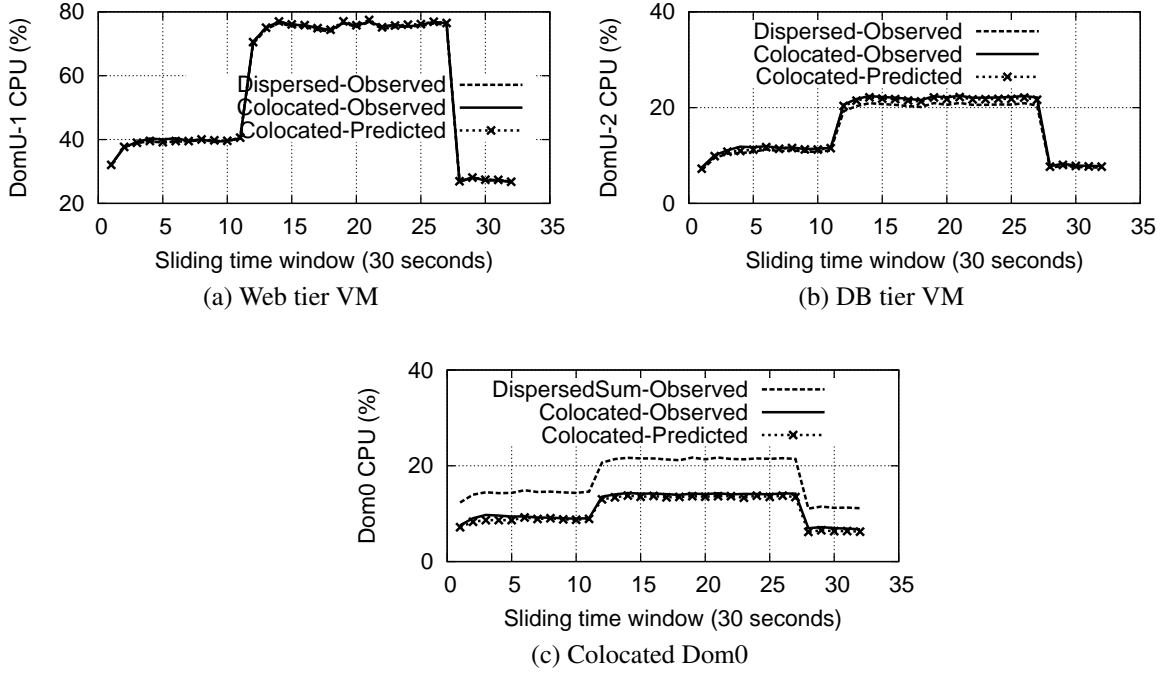 80
60
40
20
DomU-1 CPU (%)
Dispersed-Observed
Colocated-Observed
Colocated-Predicted
0 5 10 15 20 25 30 35
Sliding time window (30 seconds)
(a) Web tier VM
40
20
0
DomU-2 CPU (%)
Dispersed-Observed
Colocated-Observed
Colocated-Predicted
0 5 10 15 20 25 30 35
Sliding time window (30 seconds)
(b) DB tier VM
40
20
0
Dom0 CPU (%)
DispersedSum-Observed
Colocated-Observed
Colocated-Predicted
0 5 10 15 20 25 30 35
Sliding time window (30 seconds)
(c) Colocated Dom0